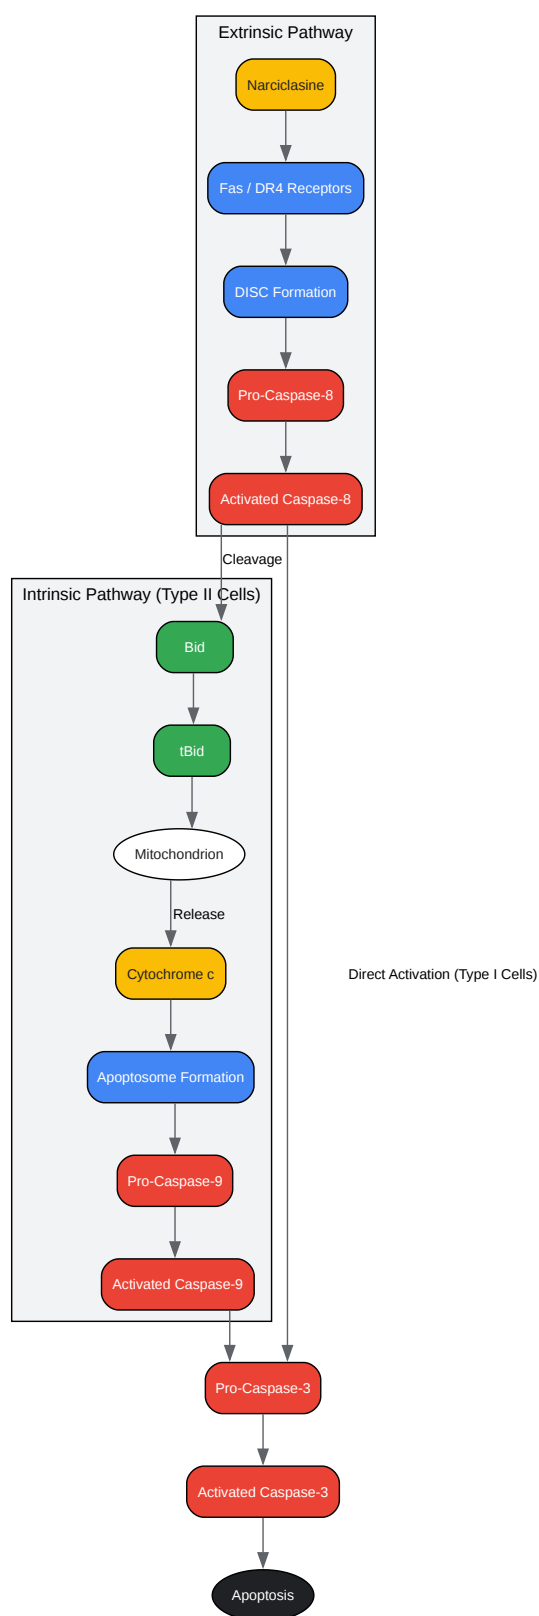 Extrinsic Pathway
Narciclasine
Fas / DR4 Receptors
DISC Formation
Pro-Caspase-8
Activated Caspase-8
Cleavage
Intrinsic Pathway (Type II Cells)
Bid
tBid
Mitochondrion
Release
Cytochrome c
Direct Activation (Type I Cells)
Apoptosome Formation
Pro-Caspase-9
Activated Caspase-9
Pro-Caspase-3
Activated Caspase-3
Apoptosis